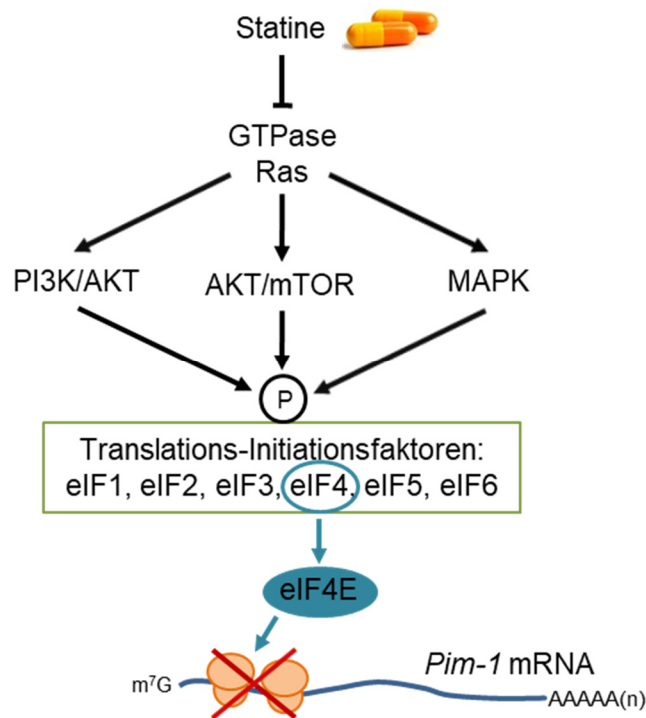 Statine
GTPase
Ras
PI3K/AKT
AKT/mTOR
MAPK
P
Translations-Initiationsfaktoren:
eIF1, eIF2, eIF3, eIF4, eIF5, eIF6
eIF4E
Pim-1 mRNA
m⁷G
AAAAA(n)